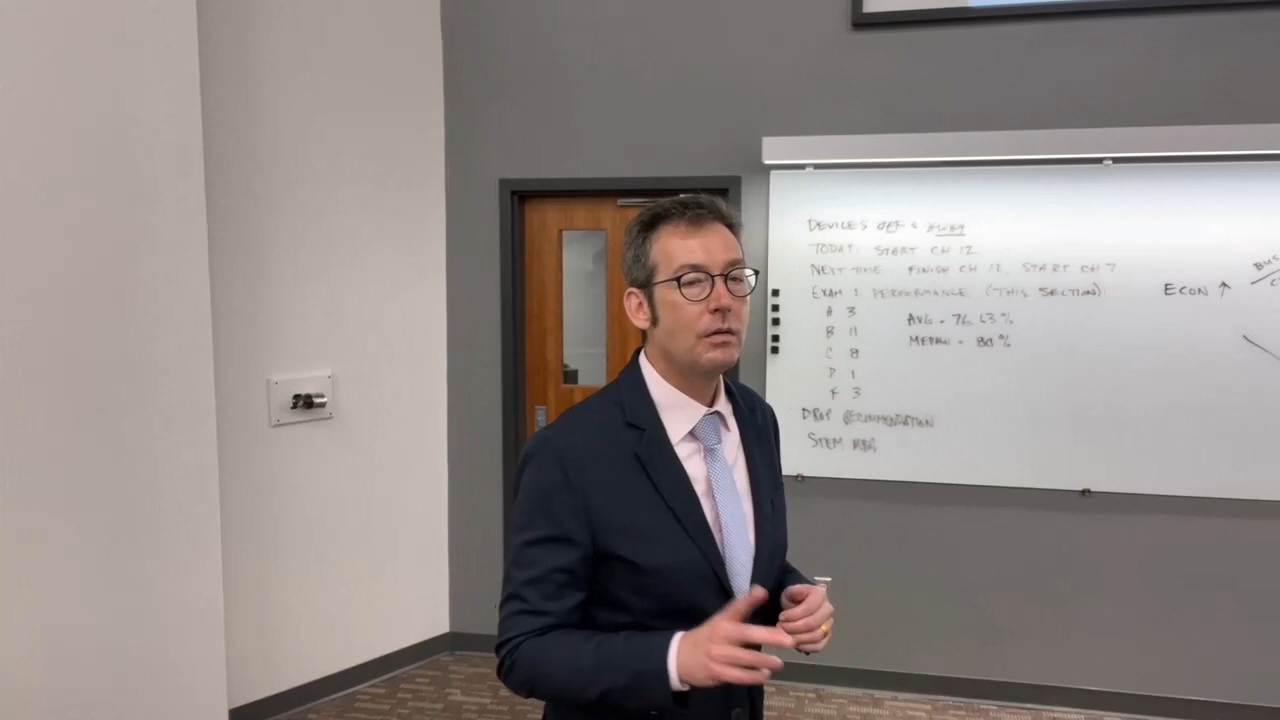 DEVICES OFF & AWAY
TODAY: START CH 12
NEXT TIME FINISH CH 12, START CH 7
EXAM 1 PERFORMANCE (THIS SECTION)
A 3
B 11
C 8
D 1
F 3
AVG = 76.63%
MEDIAN = 80%
DROP RECOMMENDATION
STEM MBA
ECON ↑
BUS